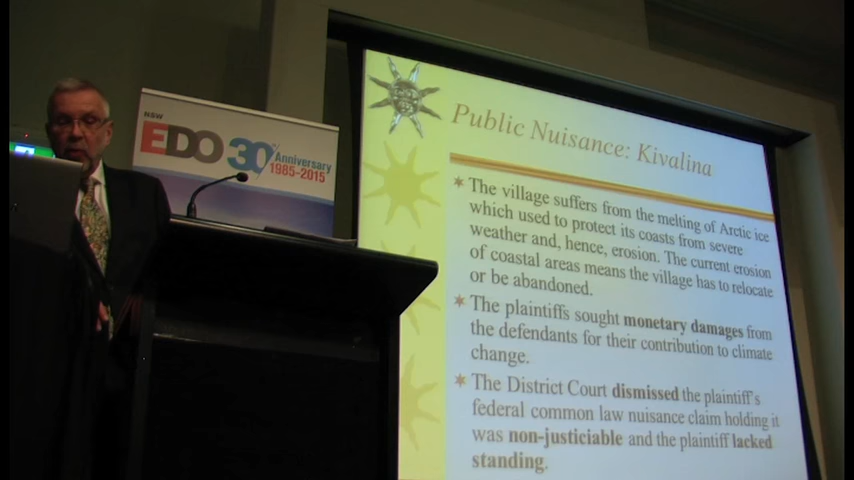 NSW
EDO 30th Anniversary
1985-2015
Public Nuisance: Kivalina
The village suffers from the melting of Arctic ice
which used to protect its coasts from severe
weather and, hence, erosion. The current erosion
of coastal areas means the village has to relocate
or be abandoned.
The plaintiffs sought monetary damages from
the defendants for their contribution to climate
change.
The District Court dismissed the plaintiff's
federal common law nuisance claim holding it
was non-justiciable and the plaintiff lacked
standing.